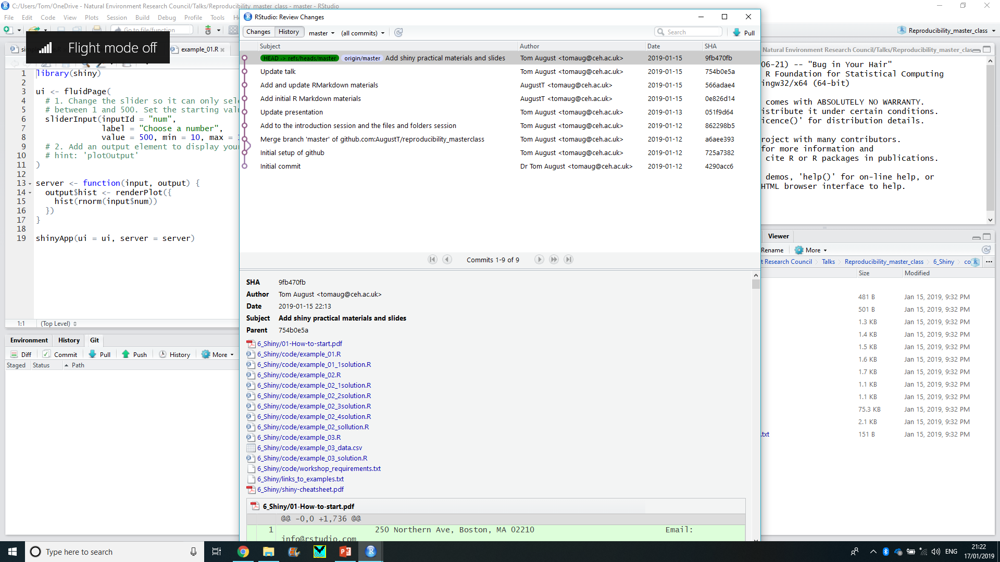 C:/Users/Tom/OneDrive - Natural Environment Research Council/Talks/Reproducibility_master_class - master - RStudio
File Edit Code View Plots Session Build Debug Profile Tools
Go to file/function
Reproducibility_master_class
Flight mode off
example_01.R
1 library(shiny)
2
3 ui <- fluidPage(
4 # 1. Change the slider so it can only
5 # between 1 and 500. Set the starting
6 sliderInput(inputId = "num",
7 label = "Choose a number",
8 value = 500, min = 10, max =
9 # 2. Add an output element to display
10 # hint: 'plotOutput'
11 )
12
13 server <- function(input, output) {
14 output$hist <- renderPlot({
15 hist(rnorm(input$num))
16 })
17 }
18
19 shinyApp(ui = ui, server = server)
1:1 (Top Level)
Environment History Git
Diff Commit Pull Push History More
Staged Status Path
RStudio: Review Changes
Changes History master (all commits) Search Pull
Subject Author Date SHA
HEAD -> refs/heads/master origin/master Add shiny practical materials and slides Tom August <tomaug@ceh.ac.uk> 2019-01-15 9fb470fb
Update talk Tom August <tomaug@ceh.ac.uk> 2019-01-15 754b0e5a
Add and update RMarkdown materials AugustT <tomaug@ceh.ac.uk> 2019-01-15 566adae4
Add initial R Markdown materials AugustT <tomaug@ceh.ac.uk> 2019-01-15 0e826d14
Update presentation Tom August <tomaug@ceh.ac.uk> 2019-01-13 051f9d64
Add to the introduction session and the files and folders session Tom August <tomaug@ceh.ac.uk> 2019-01-12 862298b5
Merge branch 'master' of github.com:AugustT/reproducibility_masterclass Tom August <tomaug@ceh.ac.uk> 2019-01-12 a6aee393
Initial setup of github Tom August <tomaug@ceh.ac.uk> 2019-01-12 725a7382
Initial commit Dr Tom August <tomaug@ceh.ac.uk> 2019-01-12 4290acc6
Commits 1-9 of 9
SHA 9fb470fb
Author Tom August <tomaug@ceh.ac.uk>
Date 2019-01-15 22:13
Subject Add shiny practical materials and slides
Parent 754b0e5a
6_Shiny/01-How-to-start.pdf
6_Shiny/code/example_01.R
6_Shiny/code/example_01_1solution.R
6_Shiny/code/example_02.R
6_Shiny/code/example_02_1solution.R
6_Shiny/code/example_02_2solution.R
6_Shiny/code/example_02_3solution.R
6_Shiny/code/example_02_4solution.R
6_Shiny/code/example_02_sollution.R
6_Shiny/code/example_03.R
6_Shiny/code/example_03_data.csv
6_Shiny/code/example_03_solution.R
6_Shiny/code/workshop_requirements.txt
6_Shiny/links_to_examples.txt
6_Shiny/shiny-cheatsheet.pdf
6_Shiny/01-How-to-start.pdf
@@ -0,0 +1,736 @@
1 250 Northern Ave, Boston, MA 02210 Email:
info@rstudio.com
Natural Environment Research Council/Talks/Reproducibility_master_clas
06-21) -- "Bug in Your Hair"
R Foundation for Statistical Computing
ingw32/x64 (64-bit)
comes with ABSOLUTELY NO WARRANTY.
istribute it under certain conditions.
icence()' for distribution details.
roject with many contributors.
for more information and
cite R or R packages in publications.
demos, 'help()' for on-line help, or
HTML browser interface to help.
Viewer
Rename More
t Research Council Talks Reproducibility_master_class 6_Shiny co
Size Modified
481 B Jan 15, 2019, 9:32 PM
501 B Jan 15, 2019, 9:32 PM
1.3 KB Jan 15, 2019, 9:32 PM
1.4 KB Jan 15, 2019, 9:32 PM
1.5 KB Jan 15, 2019, 9:32 PM
1.6 KB Jan 15, 2019, 9:32 PM
1.7 KB Jan 15, 2019, 9:32 PM
1.1 KB Jan 15, 2019, 9:32 PM
1.1 KB Jan 15, 2019, 9:32 PM
75.3 KB Jan 15, 2019, 9:32 PM
2.1 KB Jan 15, 2019, 9:32 PM
.txt 151 B Jan 15, 2019, 9:32 PM
Type here to search
ENG
21:22
17/01/2019